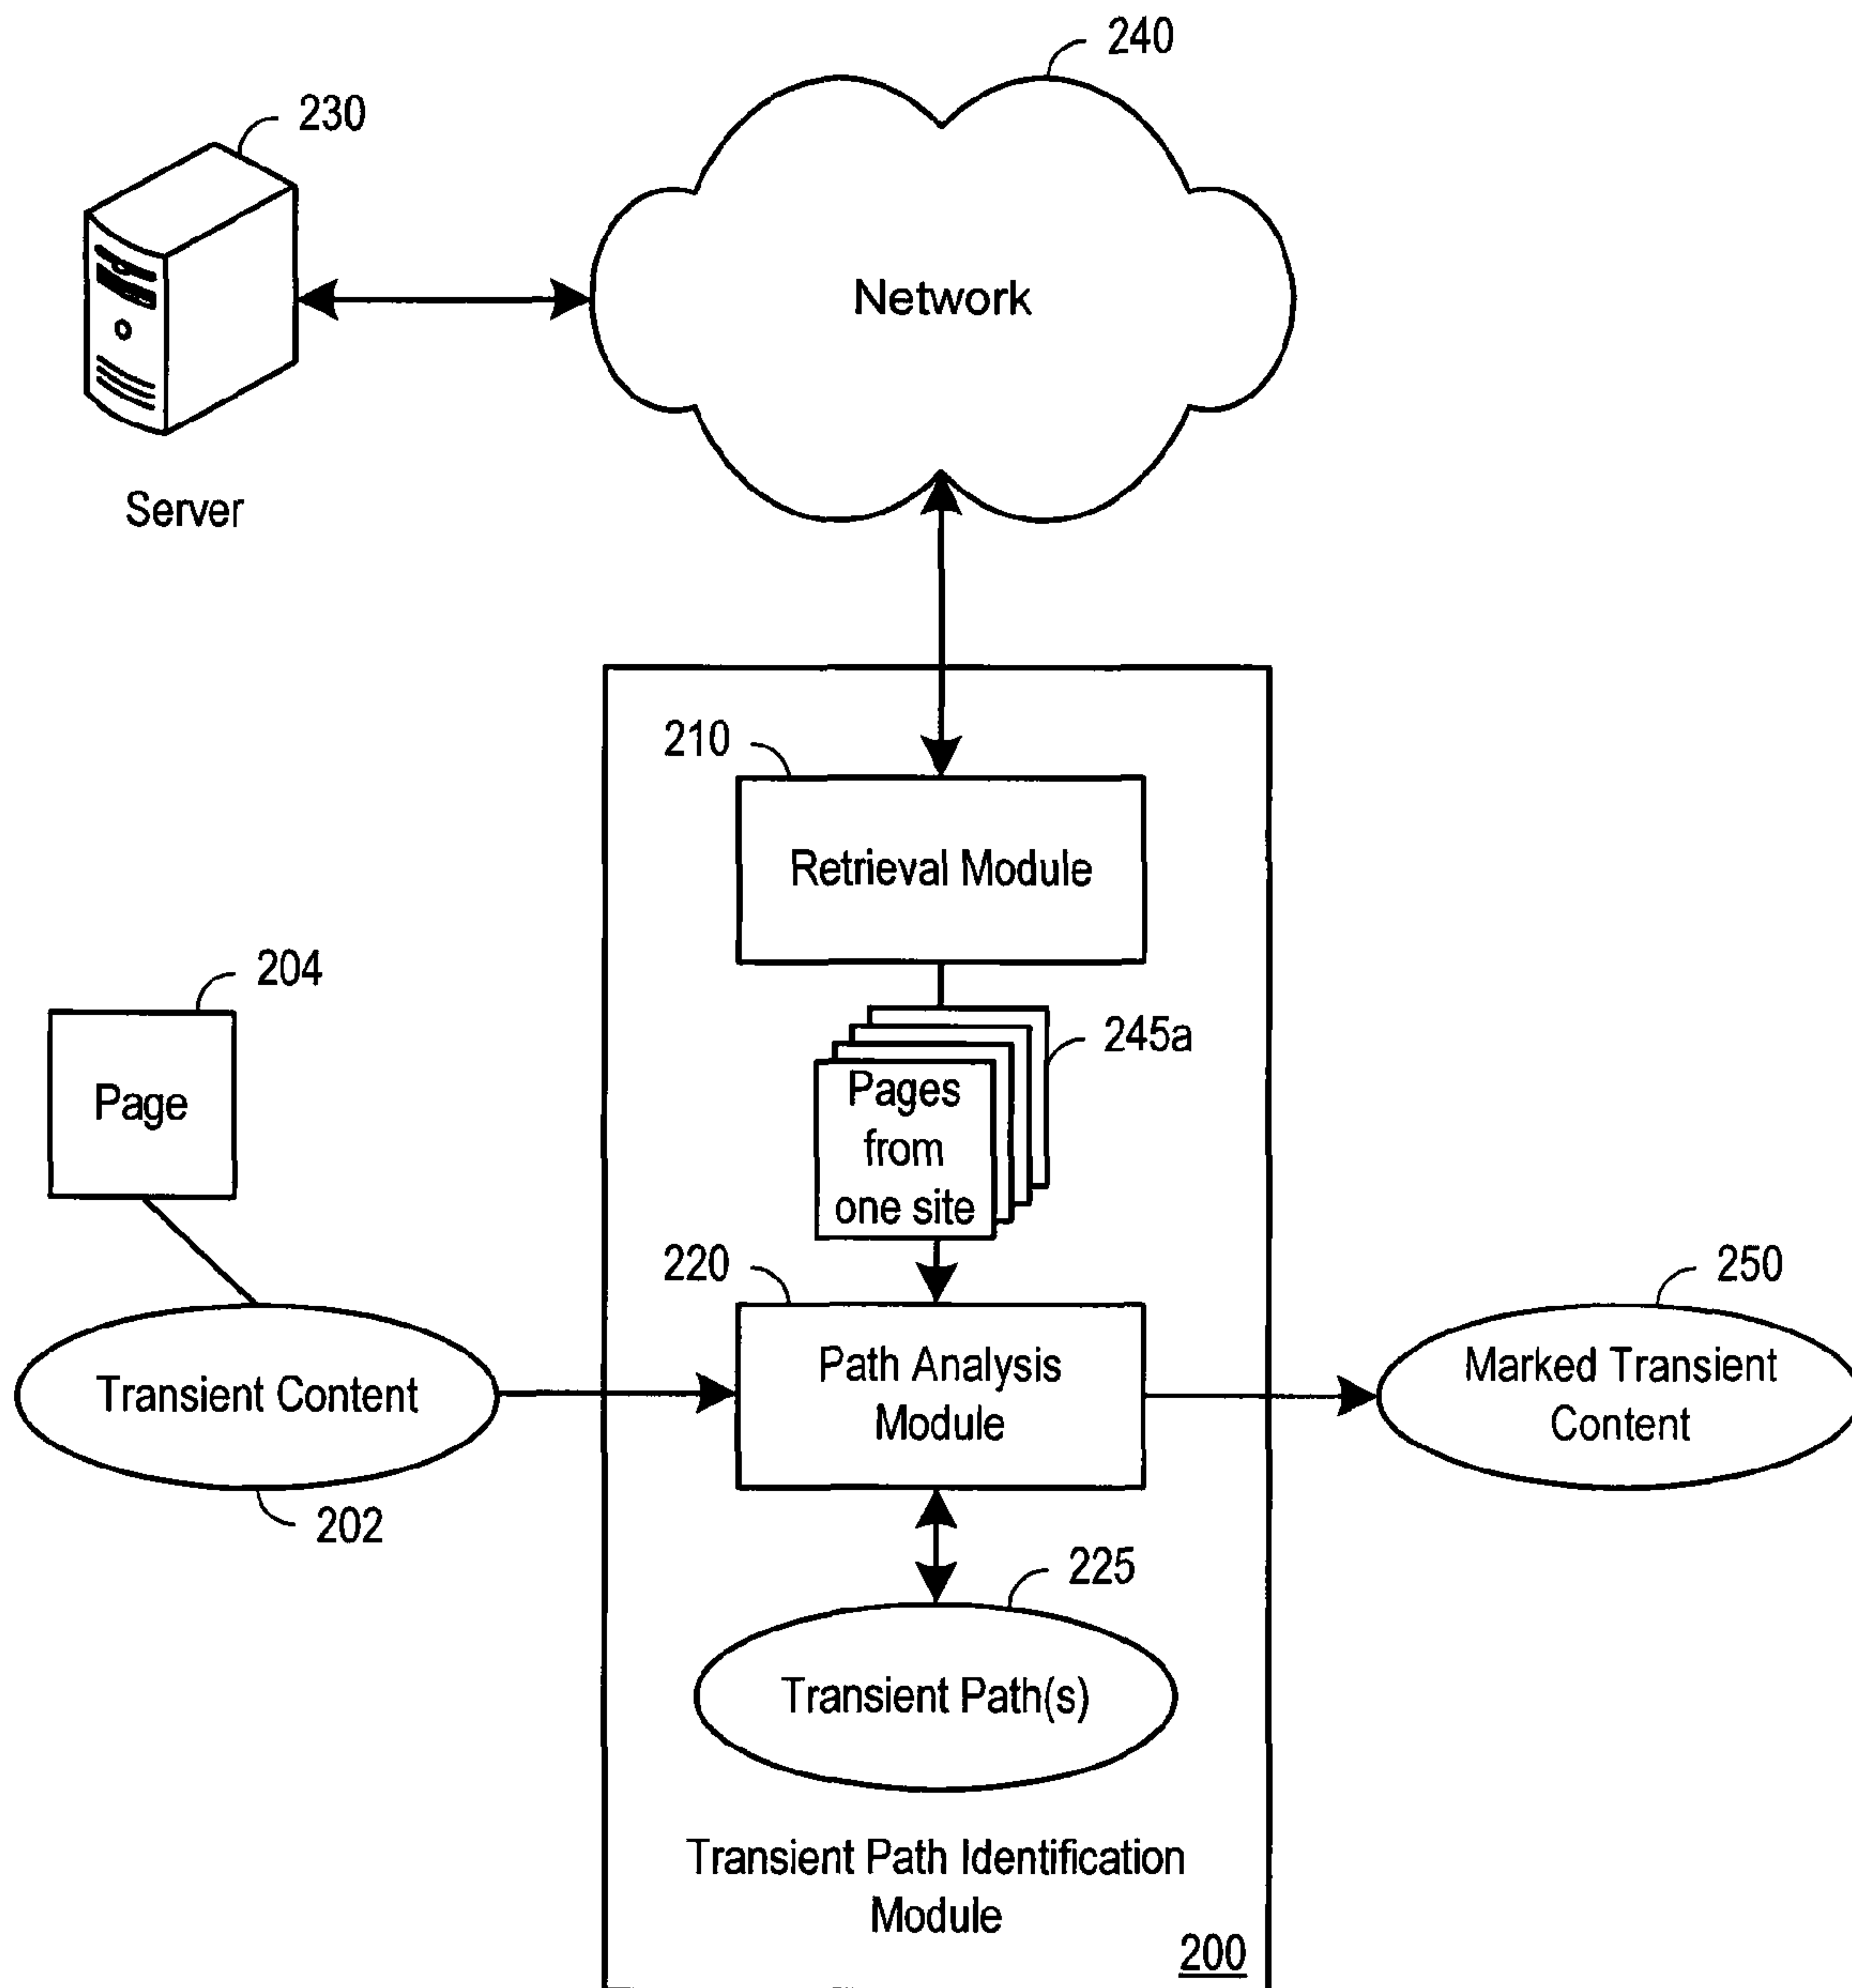 240
230
Network
Server
210
Retrieval Module
204
Page
245a
Pages
from
one site
220
Path Analysis
Module
250
Transient Content
Marked Transient
Content
202
225
Transient Path(s)
Transient Path Identification
Module
200